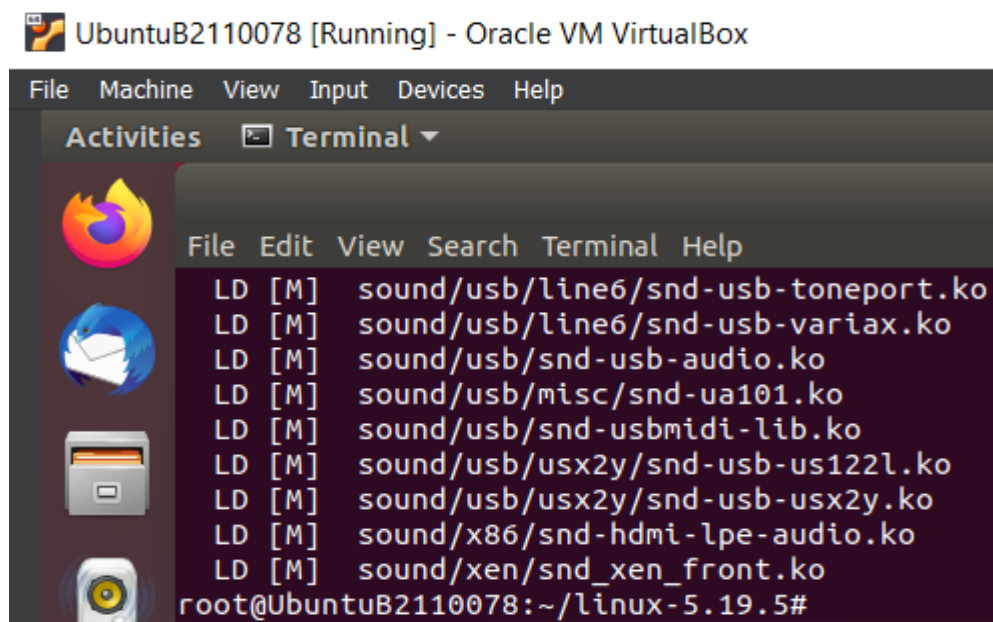 UbuntuB2110078 [Running] - Oracle VM VirtualBox
File Machine View Input Devices Help
Activities Terminal
File Edit View Search Terminal Help
LD [M] sound/usb/line6/snd-usb-toneport.ko
LD [M] sound/usb/line6/snd-usb-variax.ko
LD [M] sound/usb/snd-usb-audio.ko
LD [M] sound/usb/misc/snd-ua101.ko
LD [M] sound/usb/snd-usbmidi-lib.ko
LD [M] sound/usb/usx2y/snd-usb-us122l.ko
LD [M] sound/usb/usx2y/snd-usb-usx2y.ko
LD [M] sound/x86/snd-hdmi-lpe-audio.ko
LD [M] sound/xen/snd_xen_front.ko
root@UbuntuB2110078:~/linux-5.19.5#